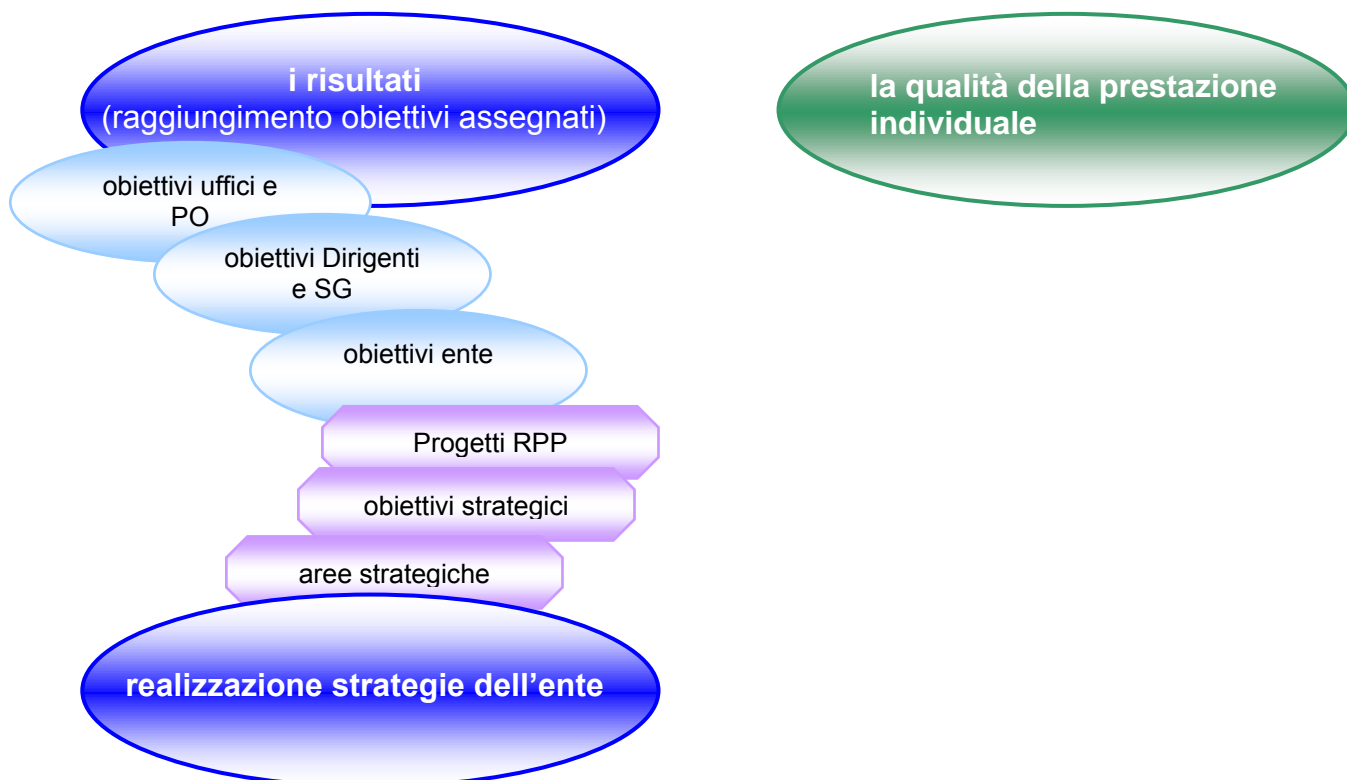 i risultati
(raggiungimento obiettivi assegnati)
la qualità della prestazione
individuale
obiettivi uffici e
PO
obiettivi Dirigenti
e SG
obiettivi ente
Progetti RPP
obiettivi strategici
aree strategiche
realizzazione strategie dell'ente